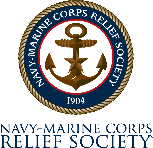 NAVY-MARINE CORPS RELIEF SOCIETY
1904
NAVY-MARINE CORPS
RELIEF SOCIETY